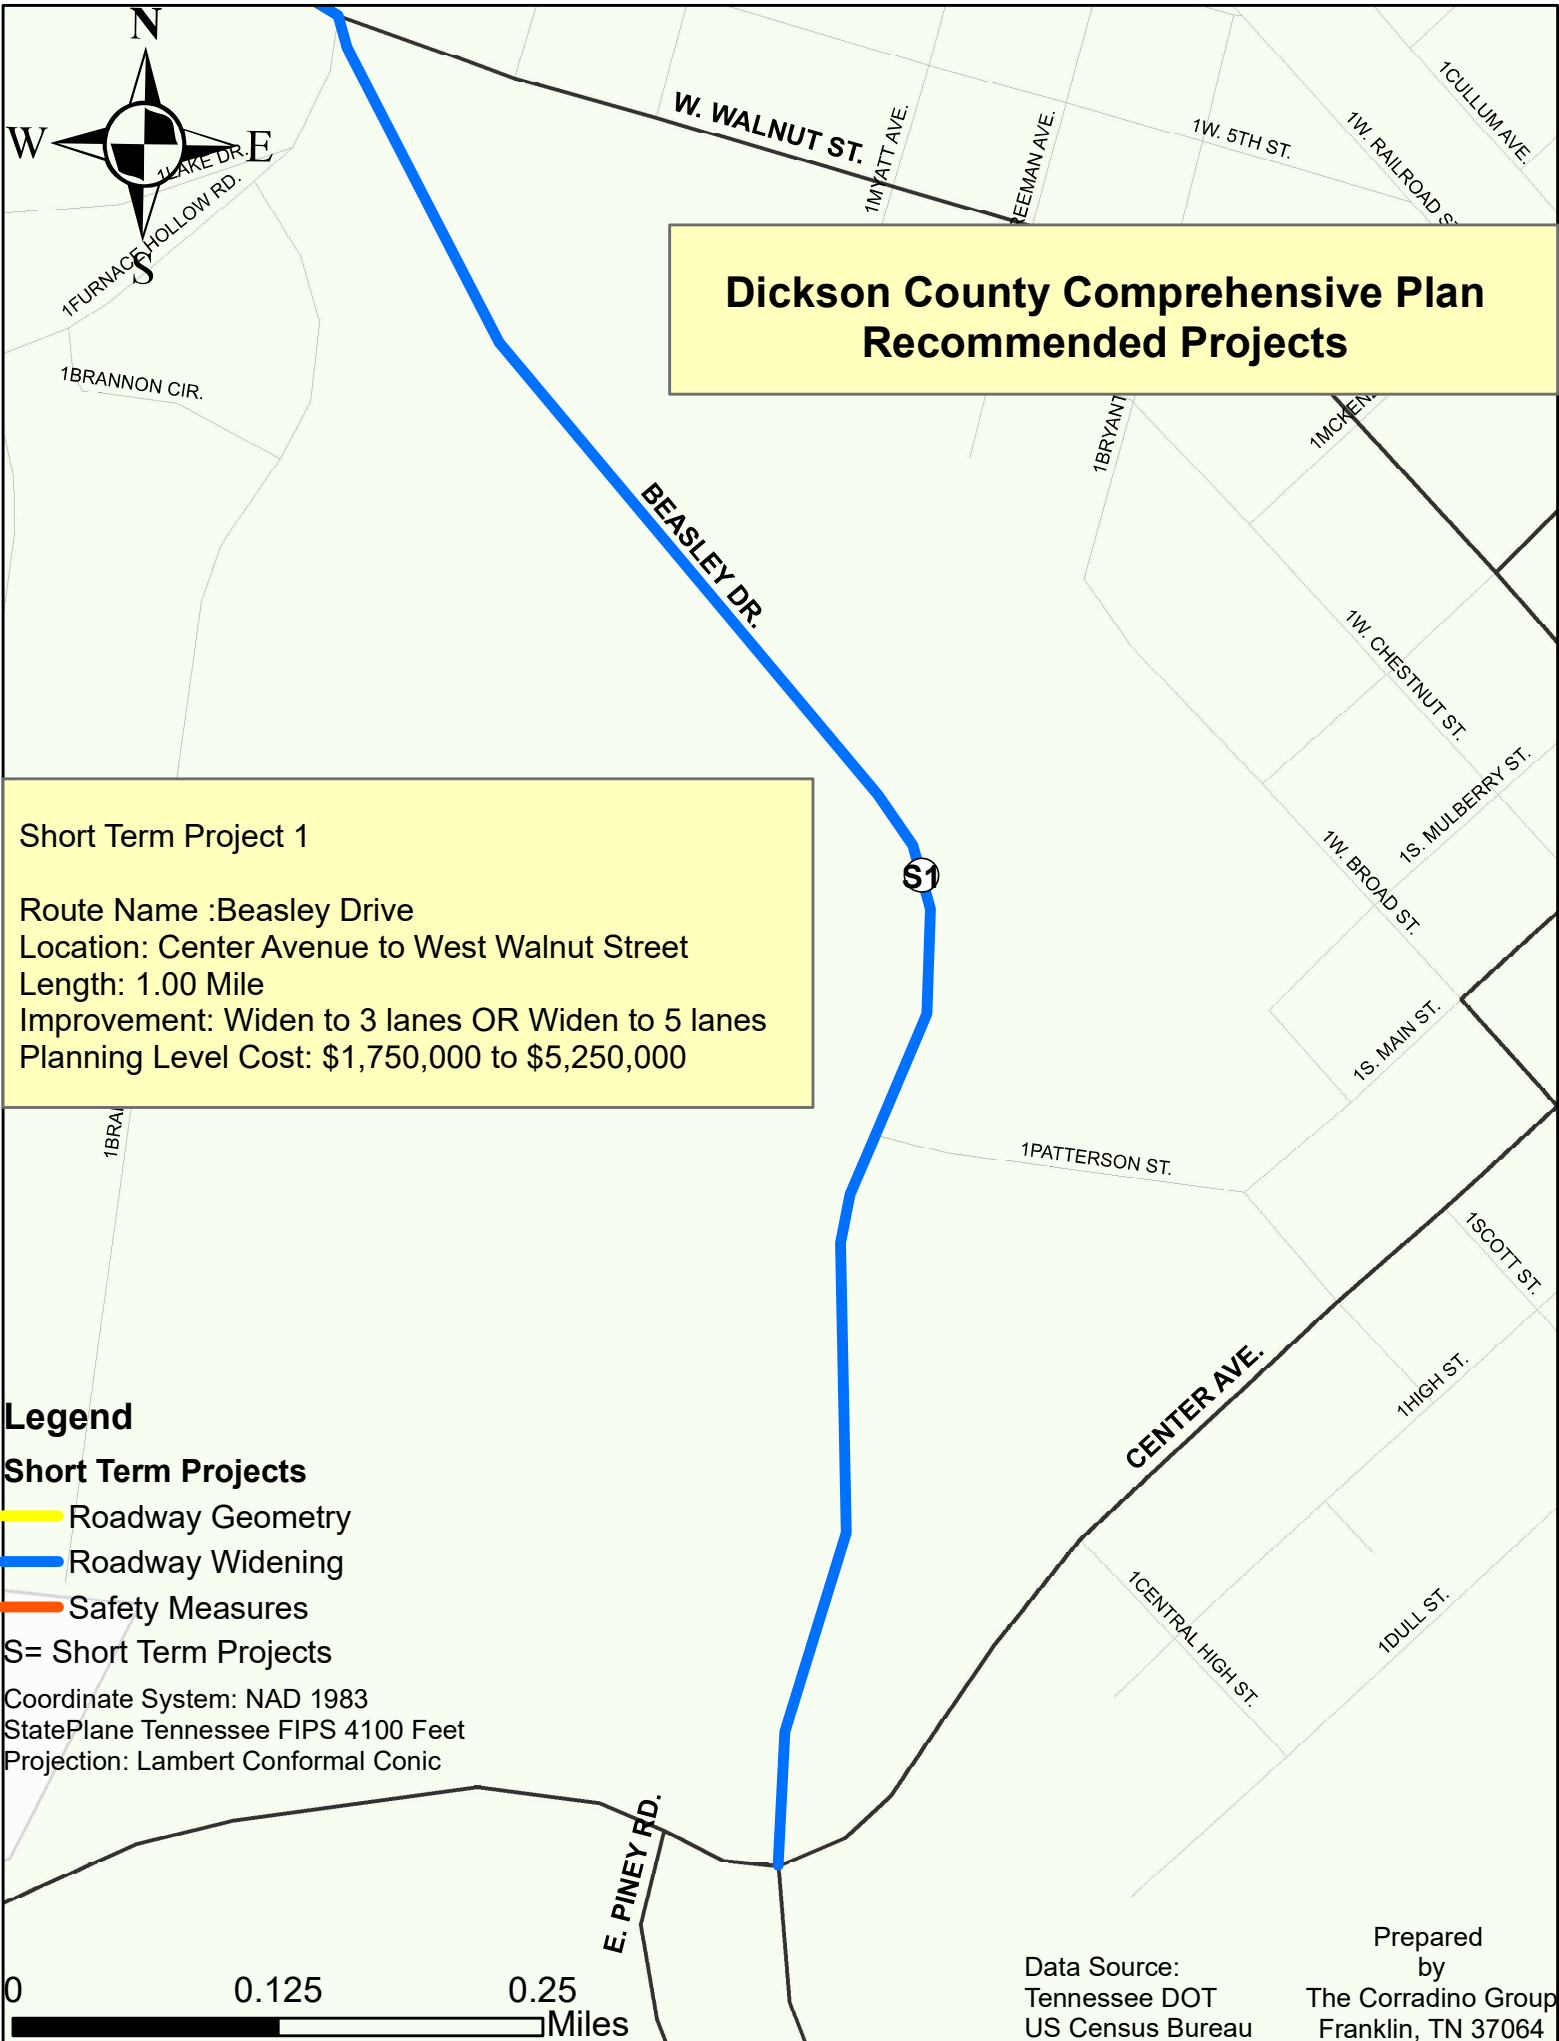 N
W
E
S
1LAKE DR.
1FURNACE HOLLOW RD.
1BRANNON CIR.
W. WALNUT ST.
1MYATT AVE.
REEMAN AVE.
1W. 5TH ST.
1W. RAILROAD S
1CULLUM AVE.
Dickson County Comprehensive Plan
Recommended Projects
1BRYANT
1MCKEN
BEASLEY DR.
1W. CHESTNUT ST.
1S. MULBERRY ST.
1W. BROAD ST.
Short Term Project 1
Route Name :Beasley Drive
Location: Center Avenue to West Walnut Street
Length: 1.00 Mile
Improvement: Widen to 3 lanes OR Widen to 5 lanes
Planning Level Cost: $1,750,000 to $5,250,000
S1
1S. MAIN ST.
1BRA
1PATTERSON ST.
1SCOTT ST.
CENTER AVE.
1HIGH ST.
1CENTRAL HIGH ST.
1DULL ST.
Legend
Short Term Projects
Roadway Geometry
Roadway Widening
Safety Measures
S= Short Term Projects
Coordinate System: NAD 1983
StatePlane Tennessee FIPS 4100 Feet
Projection: Lambert Conformal Conic
E. PINEY RD.
0 0.125 0.25
Miles
Data Source:
Tennessee DOT
US Census Bureau
Prepared
by
The Corradino Group
Franklin, TN 37064